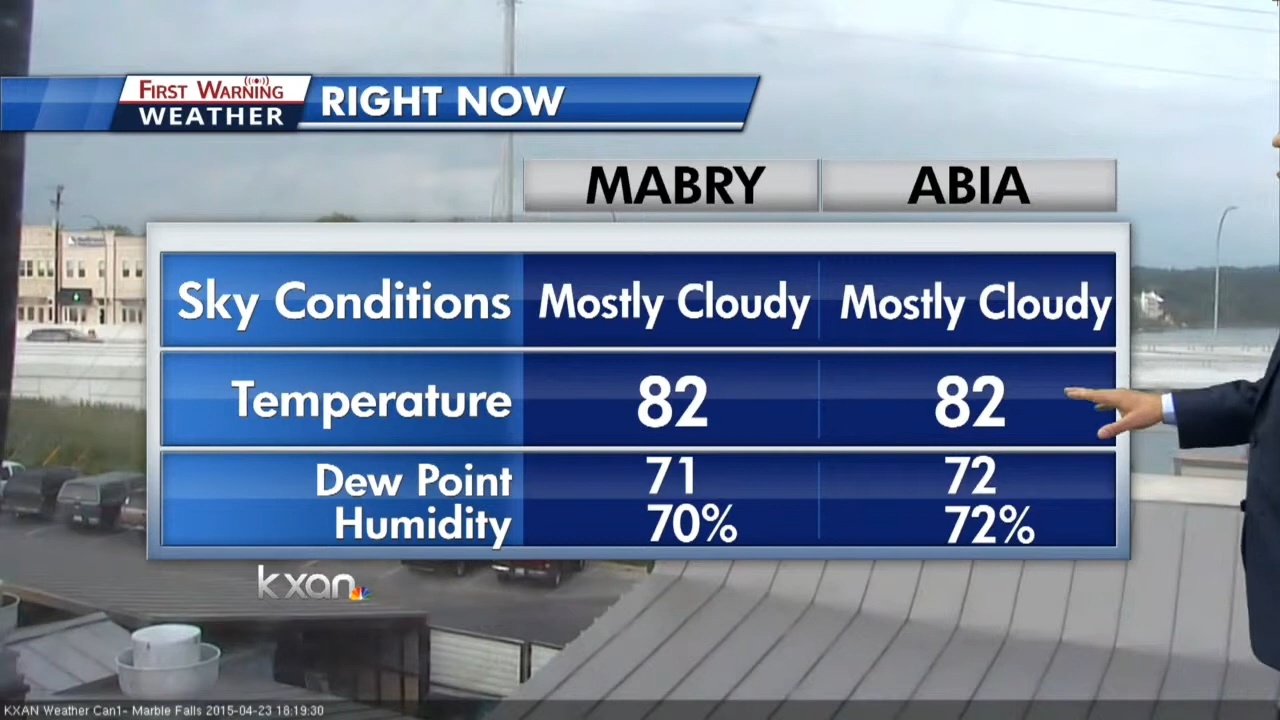 FIRST WARNING
WEATHER
RIGHT NOW
MABRY ABIA
Sky Conditions Mostly Cloudy Mostly Cloudy
Temperature 82 82
Dew Point 71 72
Humidity 70% 72%
kxan
KXAN Weather Can1- Marble Falls 2015-04-23 18:19:30